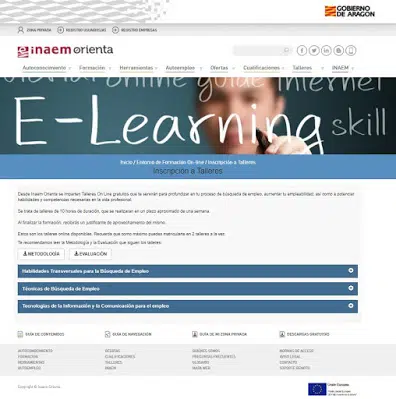 GOBIERNO
DE ARAGON
ZONA PRIVADA
REGISTRO DEMANDANTES
REGISTRO EMPRESAS
inaem orienta
Autoconocimiento
Formación
Herramientas
Autoempleo
Ofertas
Cualificaciones
Talleres
INAEM
online guide internet
E-Learning
skill
Inicio / Entorno de Formación On-line / Inscripción a Talleres
Inscripción a Talleres
Desde Inaem Orienta se imparten Talleres On Line gratuitos que te servirán para profundizar en tu proceso de búsqueda de empleo, aumentar tu empleabilidad, así como a potenciar
habilidades y competencias necesarias en la vida profesional.
Se trata de talleres de 10 horas de duración, que se realizarán en un plazo aproximado de una semana.
Al finalizar la formación, recibirás un justificante de aprovechamiento del mismo.
Estos son los talleres online disponibles. Recuerda que como máximo puedes matricularte en 2 talleres a la vez.
Te recomendamos leer la Metodología y la Evaluación que siguen los talleres:
METODOLOGÍA
EVALUACIÓN
Habilidades Transversales para la Búsqueda de Empleo
Técnicas de Búsqueda de Empleo
Tecnologías de la Información y la Comunicación para el empleo
GUÍA DE CONTENIDOS
GUÍA DE NAVEGACIÓN
GUÍA DE MI ZONA PRIVADA
DESCARGAS GRATUITAS
AUTOCONOCIMIENTO
FORMACIÓN
HERRAMIENTAS
AUTOEMPLEO
OFERTAS
CUALIFICACIONES
TALLERES
INAEM
QUIÉNES SOMOS
PREGUNTAS FRECUENTES
GLOSARIO
MAPA WEB
NORMAS DE ACCESO
AVISO LEGAL
CONTACTO
SOPORTE TÉCNICO
Copyright © Inaem Orienta
Unión Europea